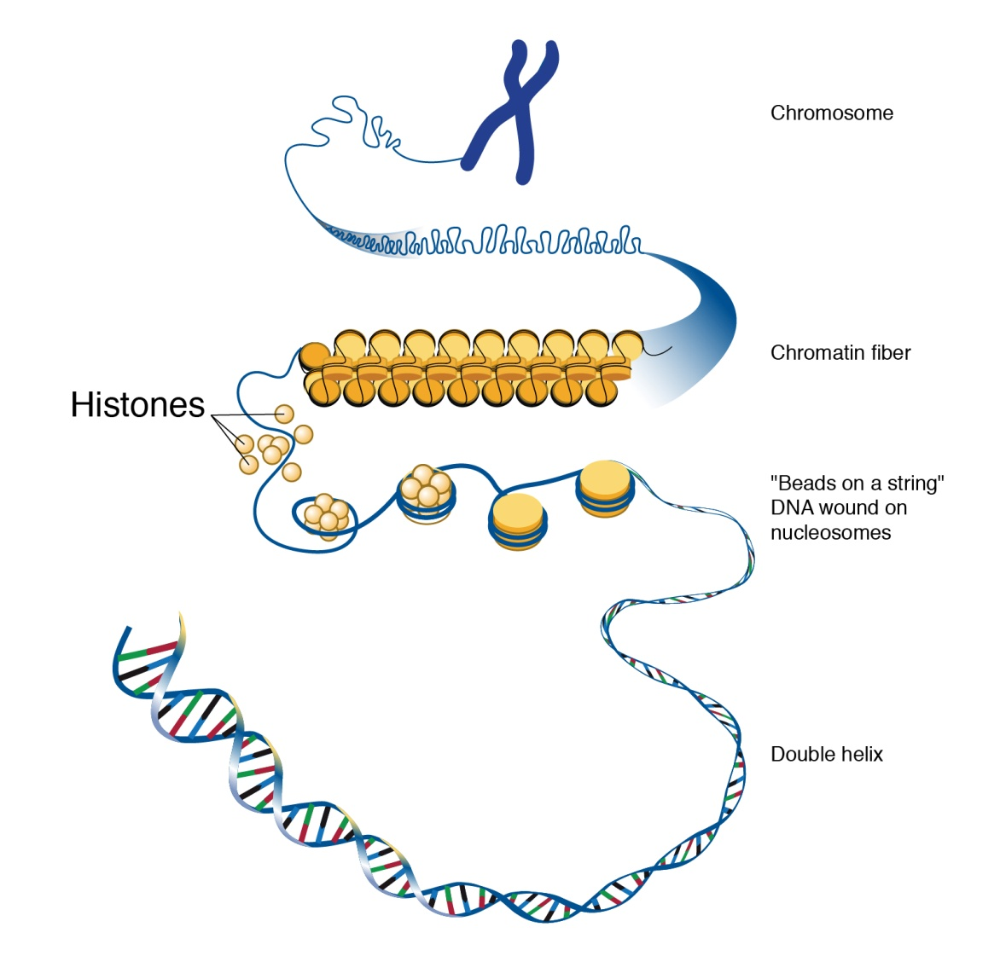 Chromosome
Chromatin fiber
Histones
"Beads on a string"
DNA wound on
nucleosomes
Double helix